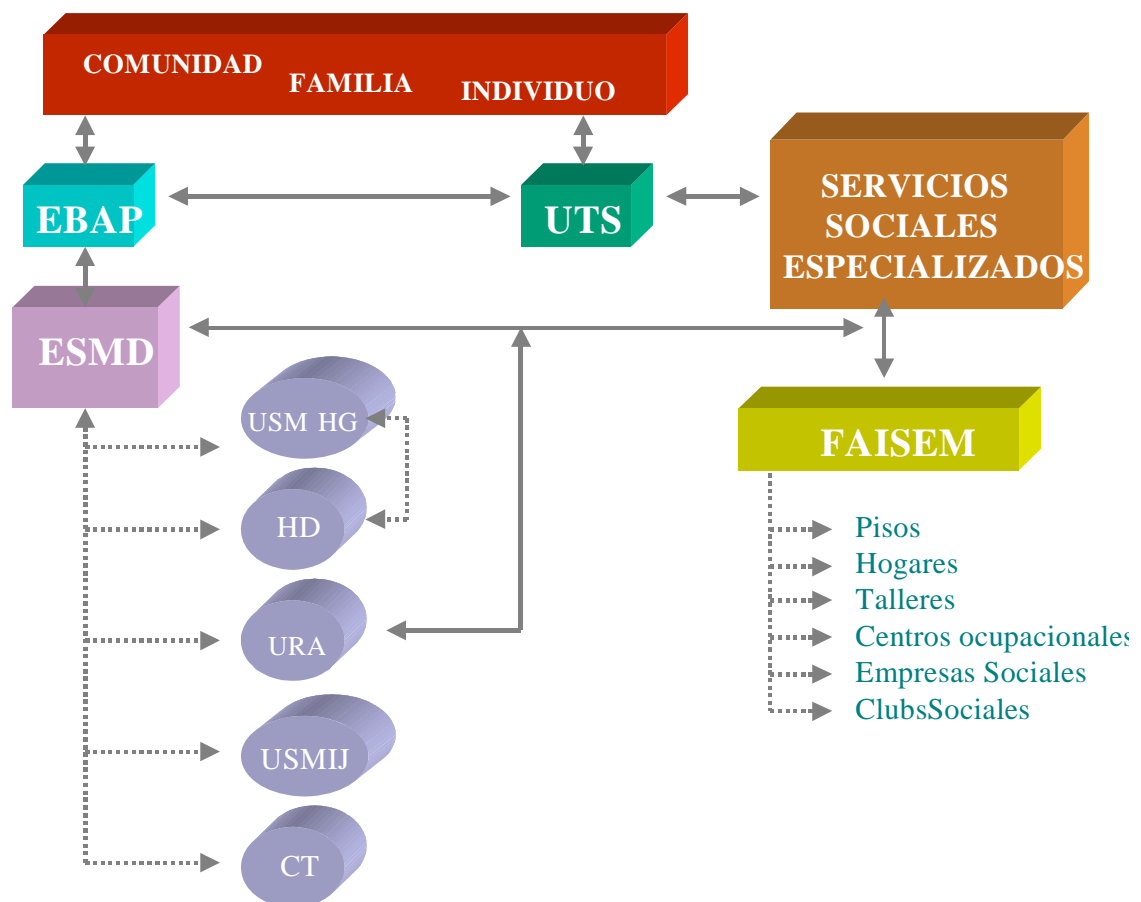 COMUNIDAD
FAMILIA
INDIVIDUO
EBAP
UTS
SERVICIOS
SOCIALES
ESPECIALIZADOS
ESMD
USM HG
HD
URA
USMIJ
CT
FAISEM
Pisos
Hogares
Talleres
Centros ocupacionales
Empresas Sociales
ClubsSociales